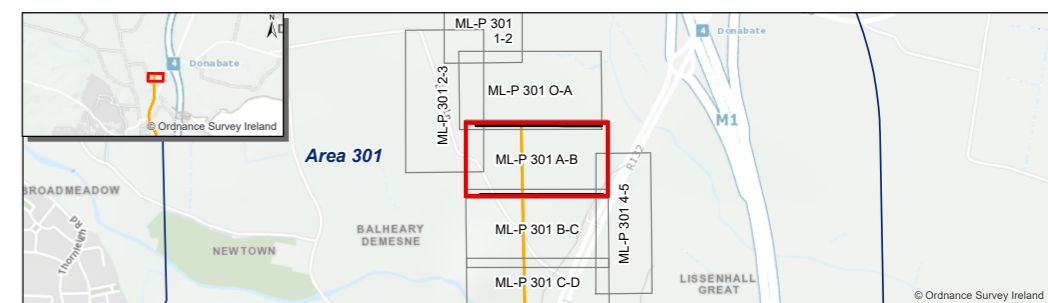 N
4 Donabate
© Ordnance Survey Ireland
ML-P 301
1-2
ML-P 301 2-3
ML-P 301 O-A
4 Donabate
M1
Area 301
ML-P 301 A-B
R132
BROADMEADOW
Thornleigh Rd
NEWTOWN
BALHEARY
DEMESNE
ML-P 301 B-C
ML-P 301 4-5
ML-P 301 C-D
LISSENHALL
GREAT
© Ordnance Survey Ireland